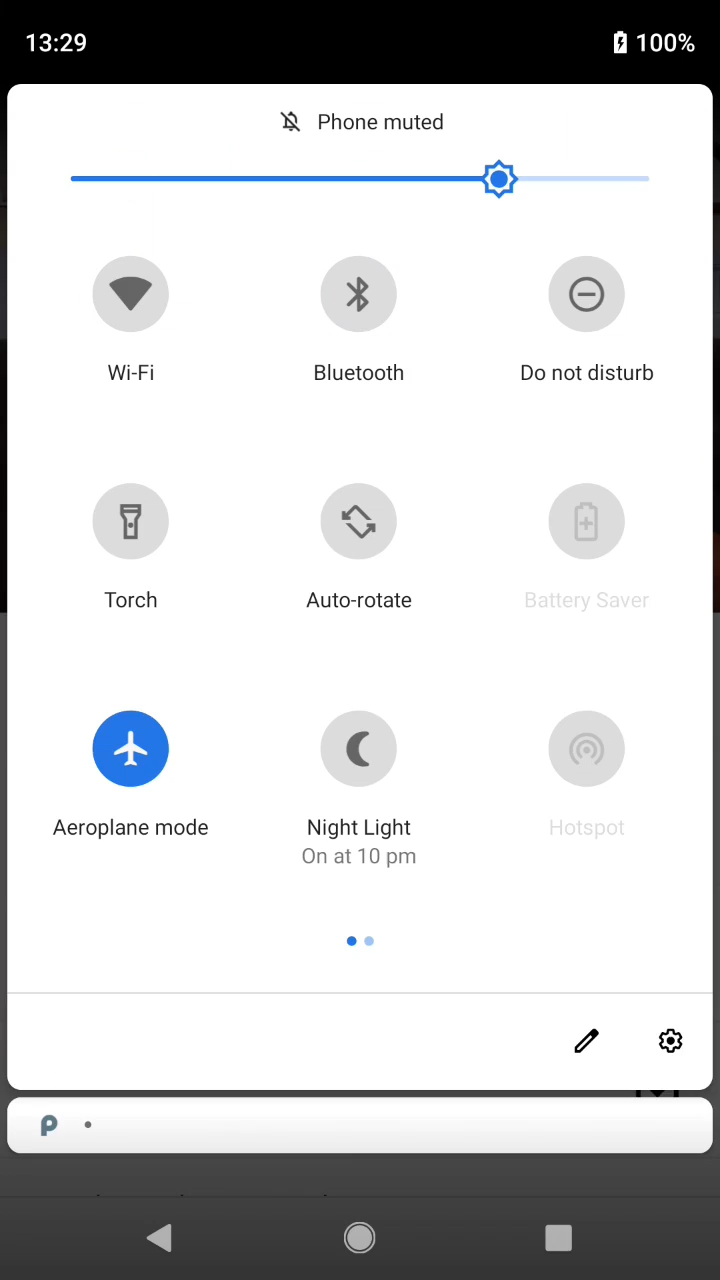 13:29
100%
Phone muted
Wi-Fi
Bluetooth
Do not disturb
Torch
Auto-rotate
Battery Saver
Aeroplane mode
Night Light
On at 10 pm
Hotspot